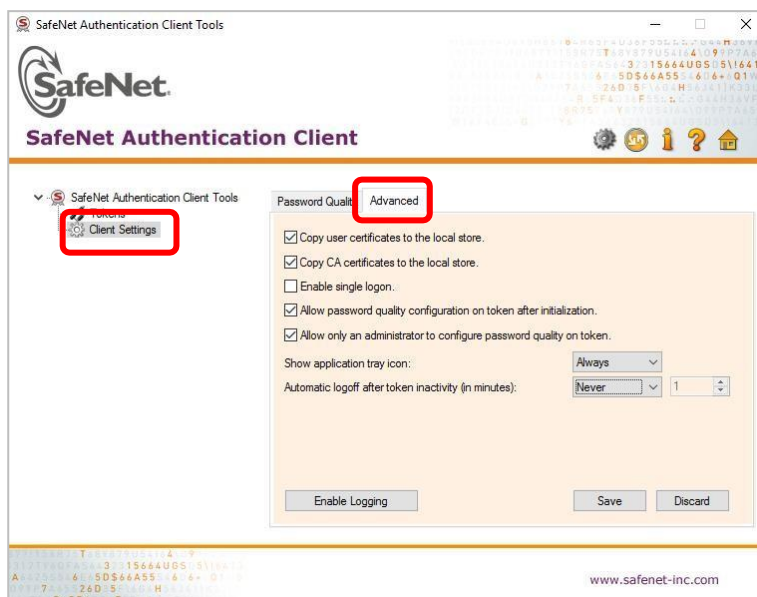 SafeNet Authentication Client Tools
SafeNet.
SafeNet Authentication Client
SafeNet Authentication Client Tools
Tokens
Client Settings
Password Quality
Advanced
Copy user certificates to the local store.
Copy CA certificates to the local store.
Enable single logon.
Allow password quality configuration on token after initialization.
Allow only an administrator to configure password quality on token.
Show application tray icon:
Always
Automatic logoff after token inactivity (in minutes):
Never
1
Enable Logging
Save
Discard
www.safenet-inc.com